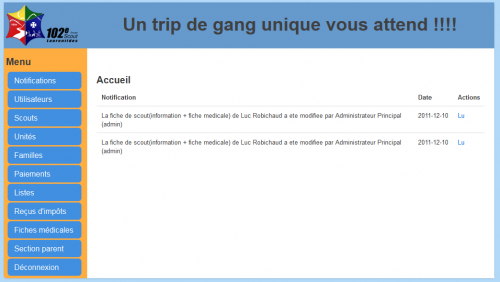 Un trip de gang unique vous attend !!!!
102e
Scout
Laurentides
Menu
Notifications
Utilisateurs
Scouts
Unités
Familles
Paiements
Listes
Reçus d'impôts
Fiches médicales
Section parent
Déconnexion
Accueil
Notification Date Actions
La fiche de scout(information + fiche medicale) de Luc Robichaud a ete modifiee par Administrateur Principal 2011-12-10 Lu
(admin)
La fiche de scout(information + fiche medicale) de Luc Robichaud a ete modifiee par Administrateur Principal 2011-12-10 Lu
(admin)